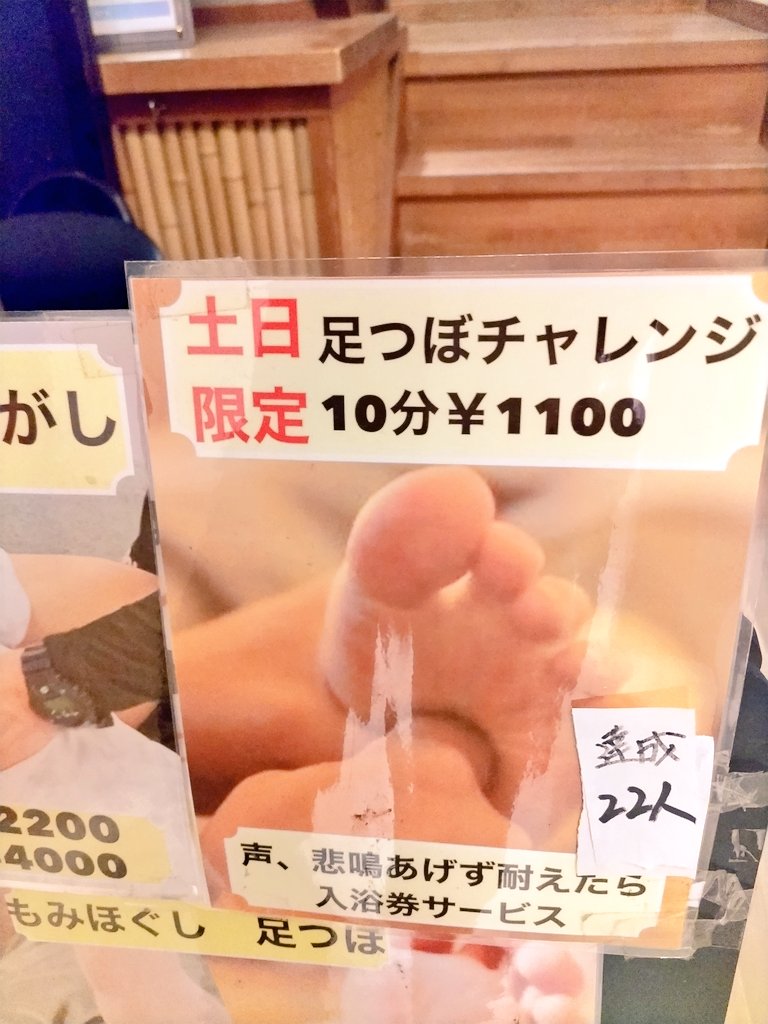 土日 足つぼチャレンジ
限定 10分¥1100
がし
達成
22人
2200
4000
声、悲鳴あげず耐えたら
入浴券サービス
もみほぐし 足つぼ